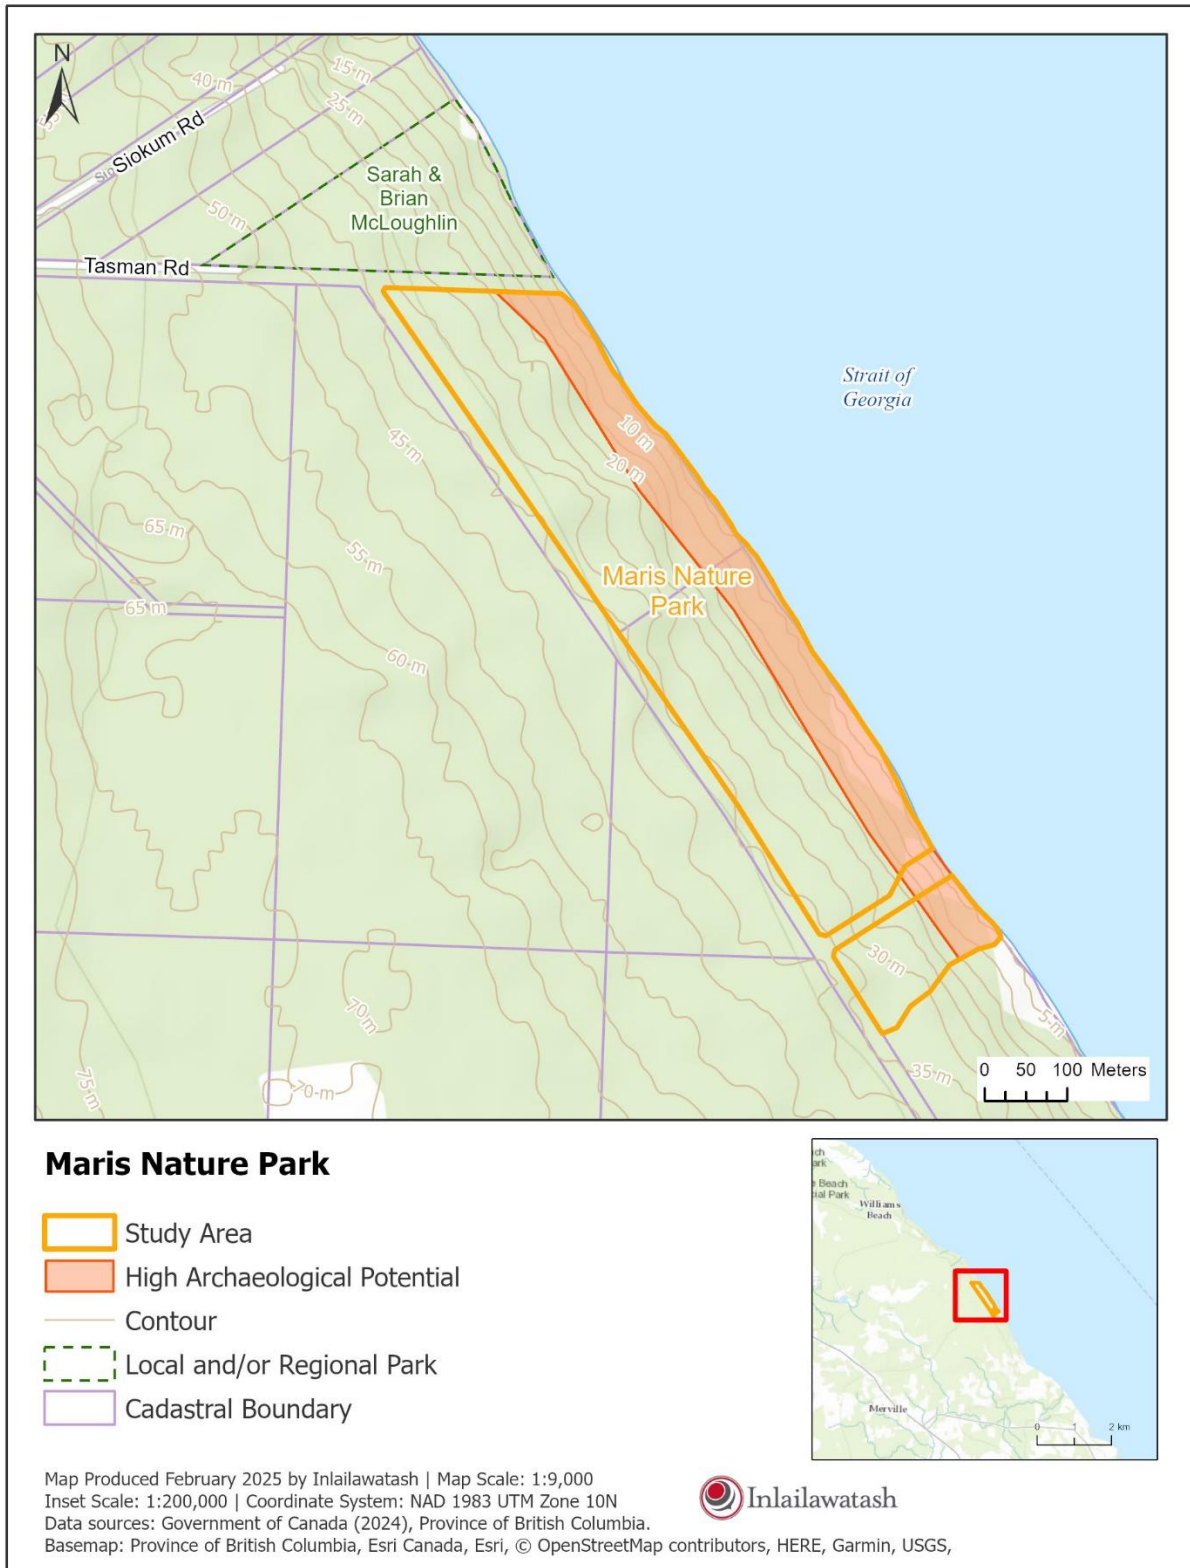 N
15 m
40 m
25 m
Siokum Rd
Sarah &
Brian
McLoughlin
50 m
Tasman Rd
Strait of
Georgia
10 m
45 m
20 m
65 m
55 m
Maris Nature
Park
65 m
60 m
30 m
70 m
5 m
35 m
75 m
70 m
0 50 100 Meters
Maris Nature Park
Study Area
High Archaeological Potential
Contour
Local and/or Regional Park
Cadastral Boundary
ach
ark
e Beach
cial Park
Williams
Beach
Merville
0 1 2 km
Map Produced February 2025 by Inlailawatash | Map Scale: 1:9,000
Inset Scale: 1:200,000 | Coordinate System: NAD 1983 UTM Zone 10N
Data sources: Government of Canada (2024), Province of British Columbia.
Basemap: Province of British Columbia, Esri Canada, Esri, © OpenStreetMap contributors, HERE, Garmin, USGS,
Inlailawatash